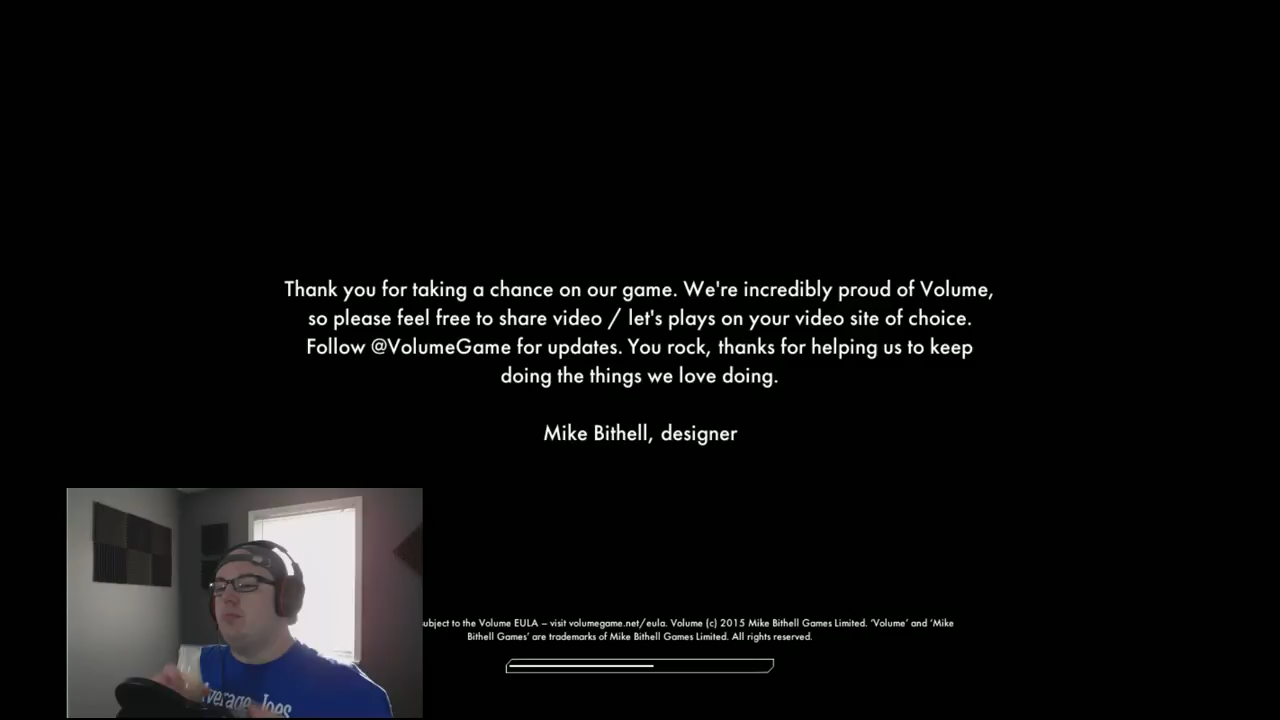 Thank you for taking a chance on our game. We're incredibly proud of Volume,
so please feel free to share video / let's plays on your video site of choice.
Follow @VolumeGame for updates. You rock, thanks for helping us to keep
doing the things we love doing.
Mike Bithell, designer
to the Volume EULA – visit volumegame.net/eula. Volume (c) 2015 Mike Bithell Games Limited. 'Volume' and 'Mike
Bithell Games' are trademarks of Mike Bithell Games Limited. All rights reserved.
Average Joes